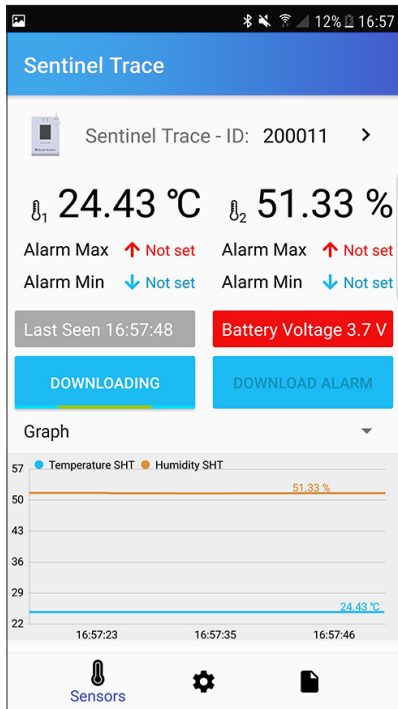 12% 16:57
Sentinel Trace
Sentinel Trace - ID: 200011
1 24.43 °C 2 51.33 %
Alarm Max Not set Alarm Max Not set
Alarm Min Not set Alarm Min Not set
Last Seen 16:57:48 Battery Voltage 3.7 V
DOWNLOADING DOWNLOAD ALARM
Graph
Temperature SHT Humidity SHT
57
51.33 %
50
43
36
29
24.43 °C
22
16:57:23 16:57:35 16:57:46
Sensors